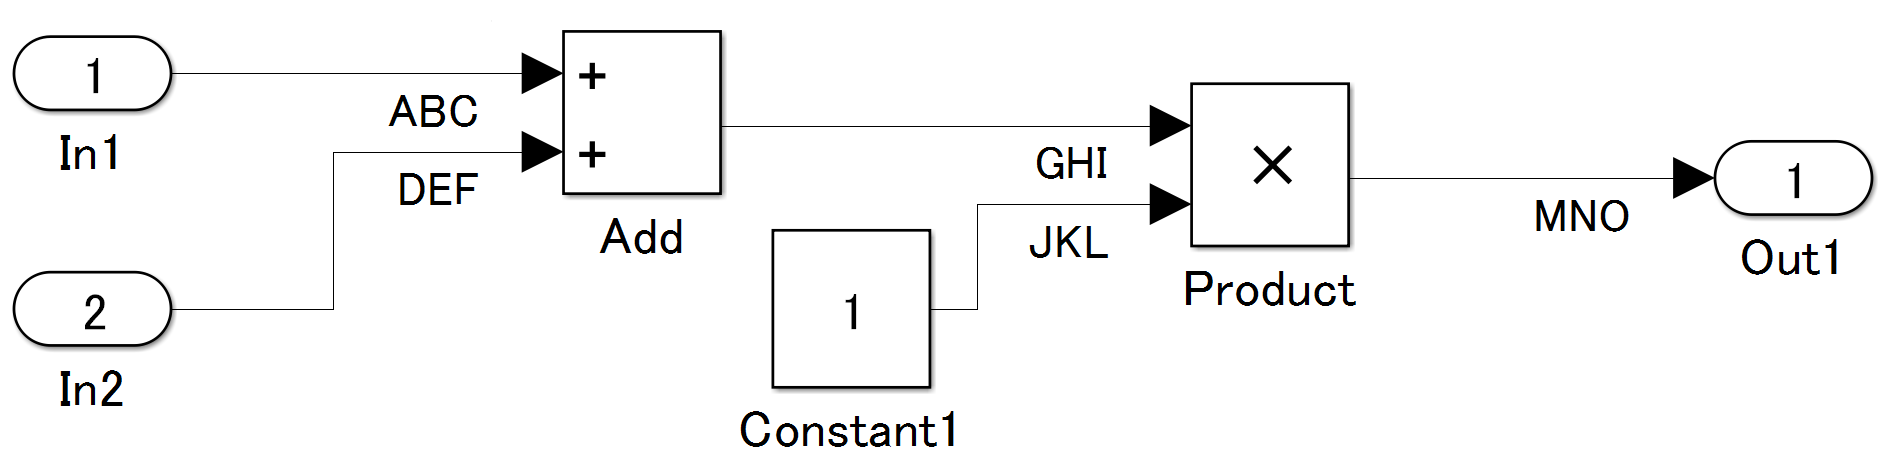 1
In1
ABC
+
+
DEF
Add
2
In2
1
Constant1
GHI
JKL
×
Product
MNO
1
Out1